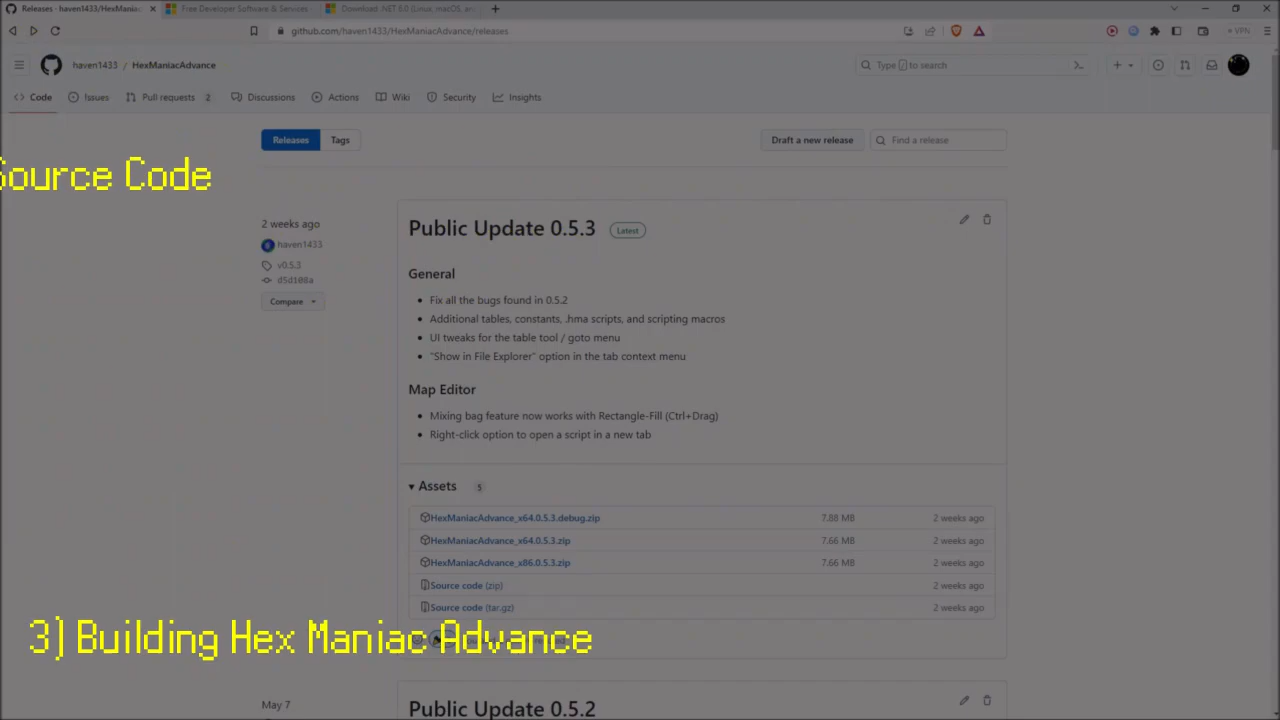 Releases · haven1433/HexManiac
Free Developer Software & Services
Download .NET 6.0 (Linux, macOS, an
github.com/haven1433/HexManiacAdvance/releases
VPN
haven1433 / HexManiacAdvance
Type / to search
Code
Issues
Pull requests 2
Discussions
Actions
Wiki
Security
Insights
Releases
Tags
Draft a new release
Find a release
Source Code
2 weeks ago
haven1433
v0.5.3
d5d108a
Compare
Public Update 0.5.3 Latest
General
• Fix all the bugs found in 0.5.2
• Additional tables, constants, .hma scripts, and scripting macros
• UI tweaks for the table tool / goto menu
• "Show in File Explorer" option in the tab context menu
Map Editor
• Mixing bag feature now works with Rectangle-Fill (Ctrl+Drag)
• Right-click option to open a script in a new tab
Assets 5
HexManiacAdvance_x64.0.5.3.debug.zip 7.88 MB 2 weeks ago
HexManiacAdvance_x64.0.5.3.zip 7.66 MB 2 weeks ago
HexManiacAdvance_x86.0.5.3.zip 7.66 MB 2 weeks ago
Source code (zip) 2 weeks ago
Source code (tar.gz) 2 weeks ago
3) Building Hex Maniac Advance
May 7
Public Update 0.5.2